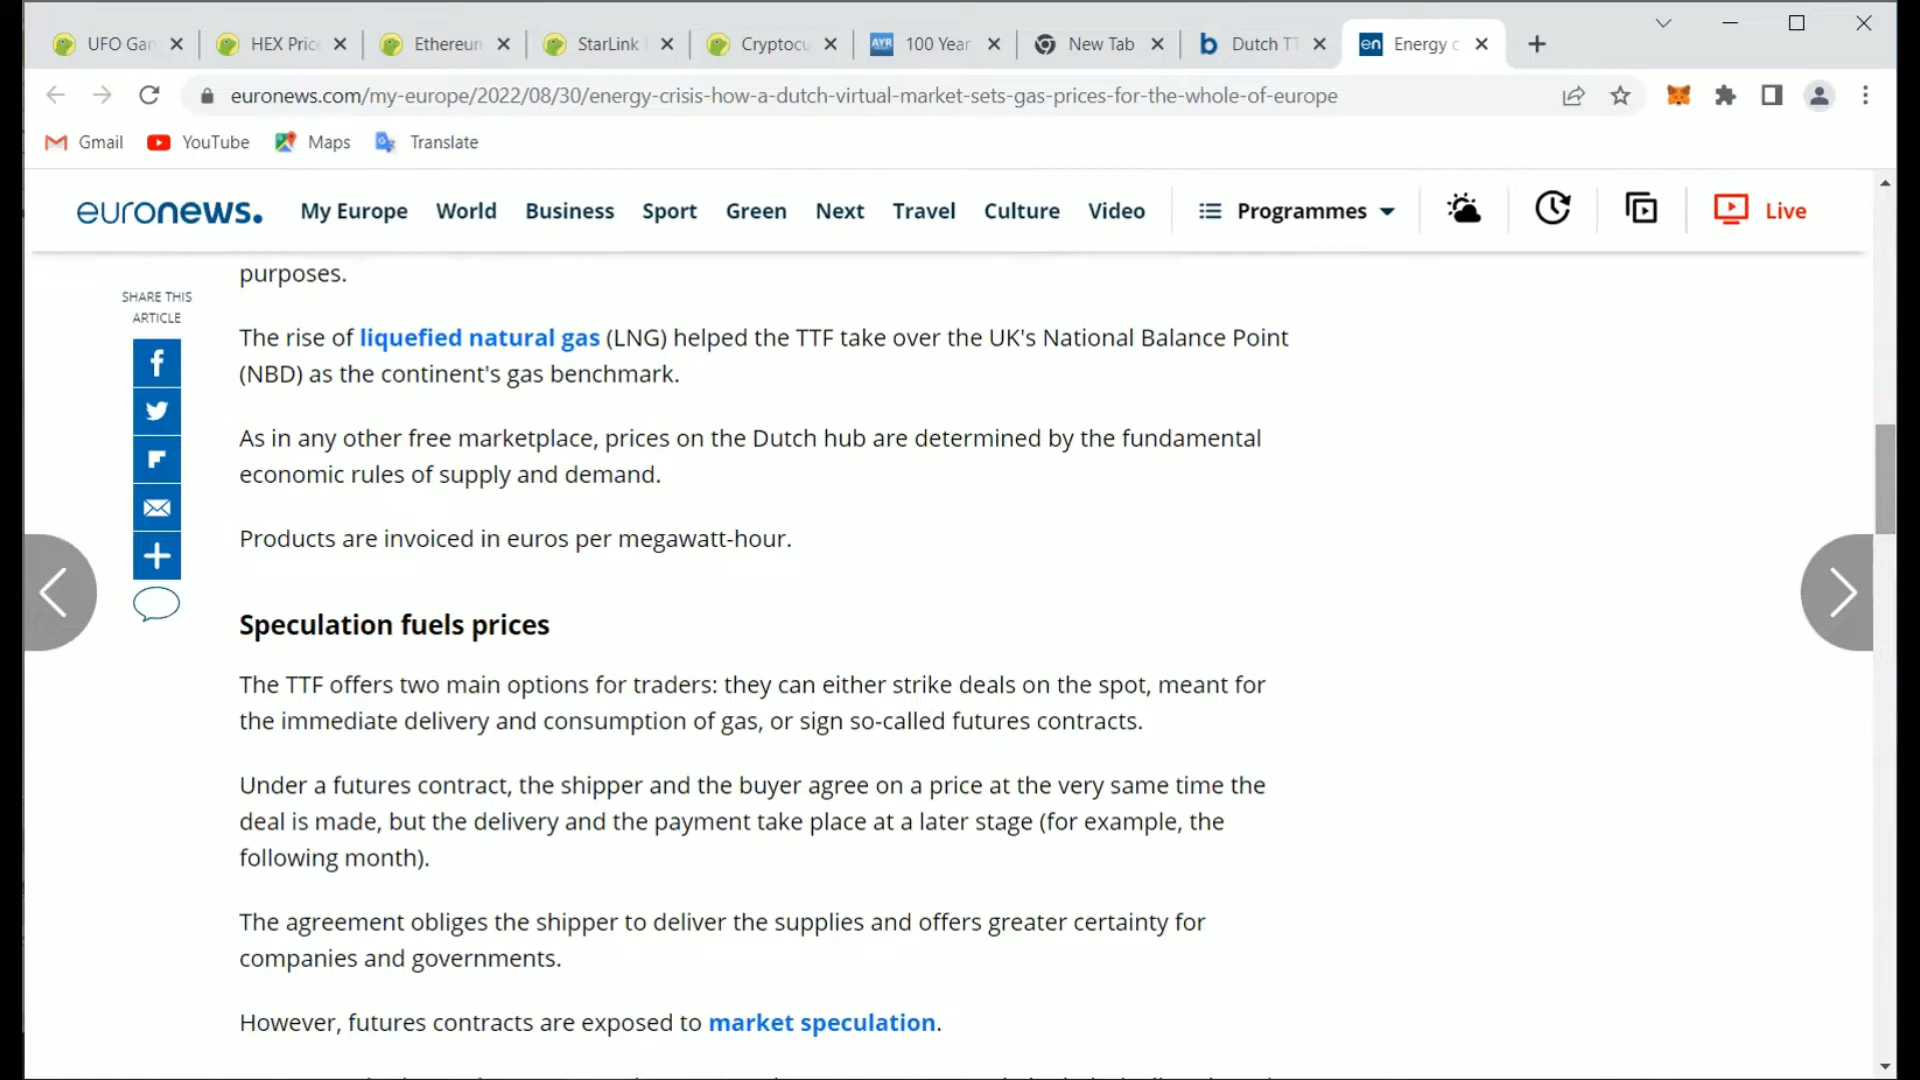 UFO Gar
HEX Pric
Ethereun
StarLink
Cryptocu
AYR
100 Year
New Tab
b
Dutch T
en
Energy c
euronews.com/my-europe/2022/08/30/energy-crisis-how-a-dutch-virtual-market-sets-gas-prices-for-the-whole-of-europe
Gmail
YouTube
Maps
Translate
euronews.
My Europe
World
Business
Sport
Green
Next
Travel
Culture
Video
Programmes
Live
SHARE THIS
ARTICLE
purposes.
The rise of liquefied natural gas (LNG) helped the TTF take over the UK's National Balance Point
(NBD) as the continent's gas benchmark.
As in any other free marketplace, prices on the Dutch hub are determined by the fundamental
economic rules of supply and demand.
Products are invoiced in euros per megawatt-hour.
Speculation fuels prices
The TTF offers two main options for traders: they can either strike deals on the spot, meant for
the immediate delivery and consumption of gas, or sign so-called futures contracts.
Under a futures contract, the shipper and the buyer agree on a price at the very same time the
deal is made, but the delivery and the payment take place at a later stage (for example, the
following month).
The agreement obliges the shipper to deliver the supplies and offers greater certainty for
companies and governments.
However, futures contracts are exposed to market speculation.